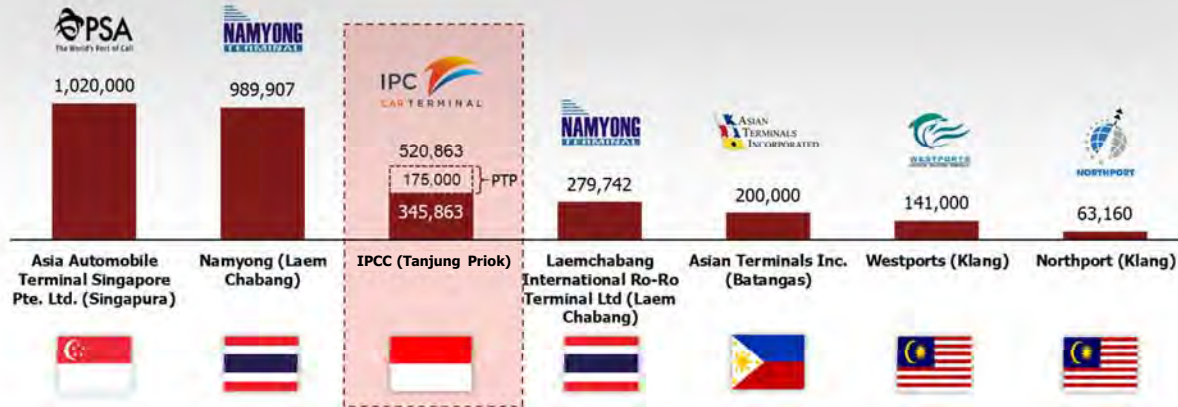 PSA
The World's Port of Call
1,020,000
NAMYONG
TERMINAL
989,907
IPC
CAR TERMINAL
520,863
175,000
PTP
345,863
NAMYONG
TERMINAL
279,742
ASIAN
TERMINALS
INCORPORATED
200,000
WESTPORTS
141,000
NORTHPORT
63,160
Asia Automobile
Terminal Singapore
Pte. Ltd. (Singapura)
Namyong (Laem
Chabang)
IPCC (Tanjung Priok)
Laemchabang
International Ro-Ro
Terminal Ltd (Laem
Chabang)
Asian Terminals Inc.
(Batangas)
Westports (Klang)
Northport (Klang)